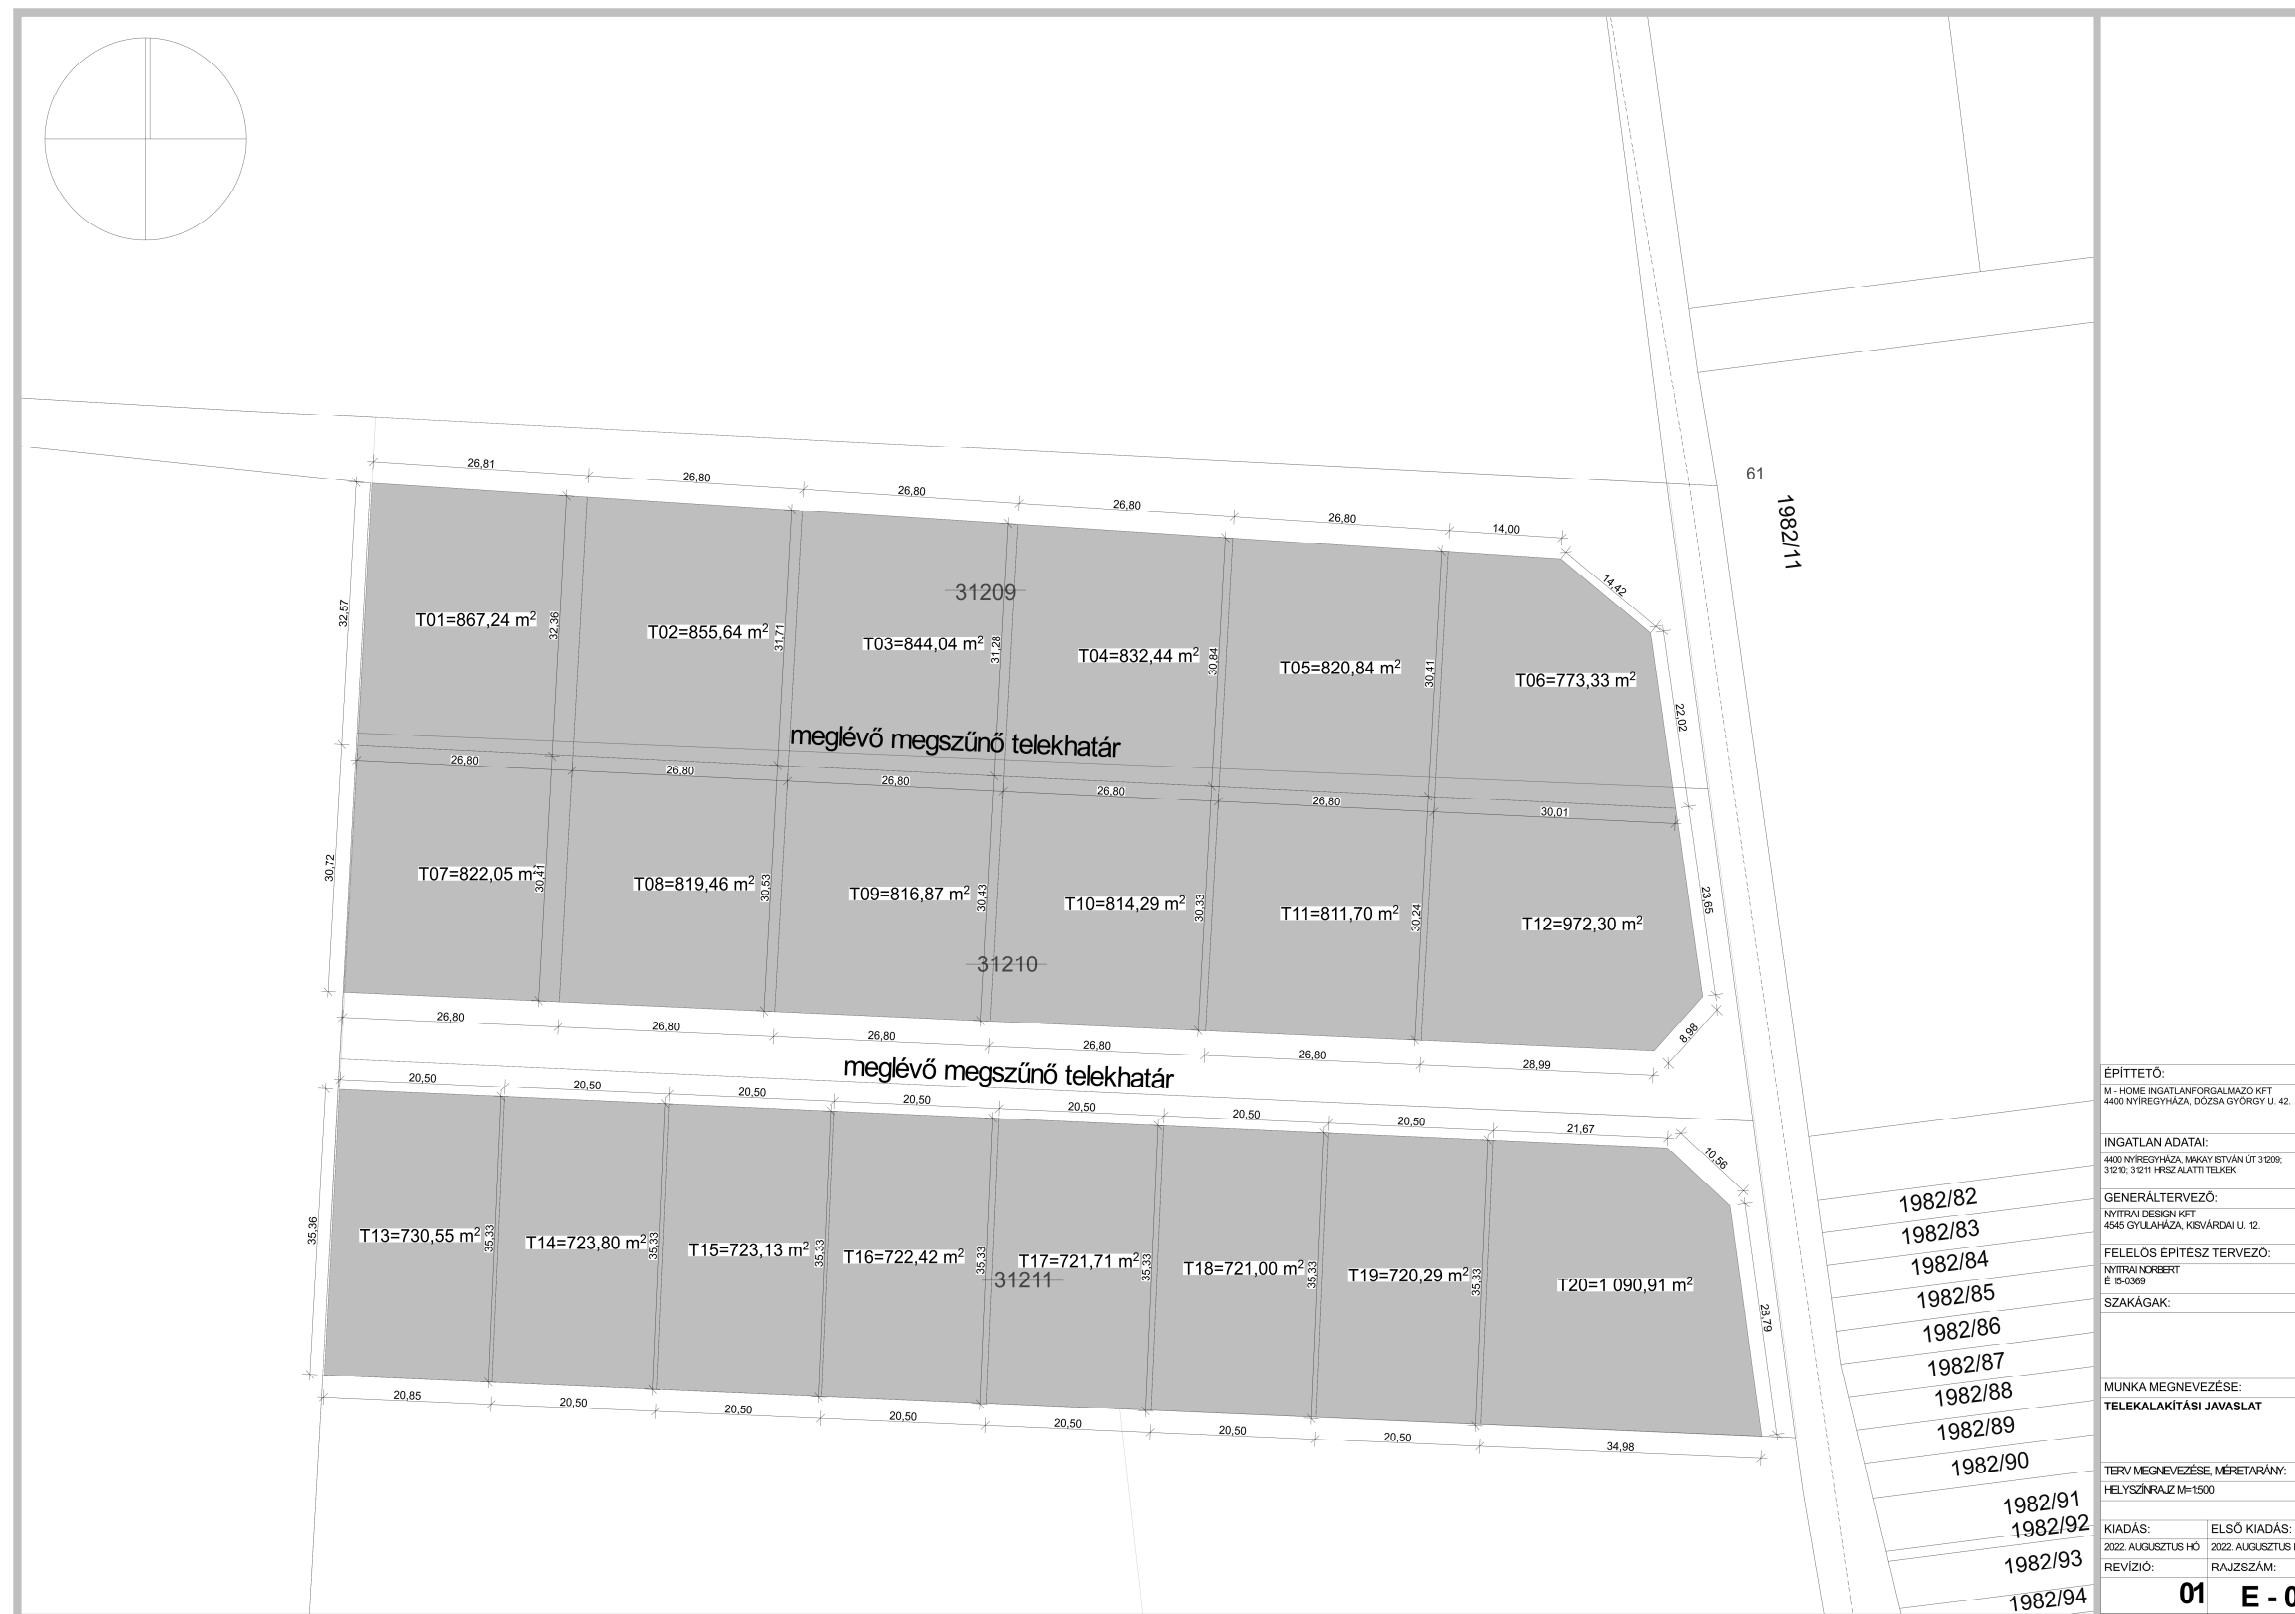 26,81
26,80
26,80
26,80
26,80
14,00
14,42
61
1982/11
31209
32,57
T01=867,24 m²
32,36
T02=855,64 m²
31,71
T03=844,04 m²
31,28
T04=832,44 m²
30,84
T05=820,84 m²
30,41
T06=773,33 m²
22,02
meglévő megszűnő telekhatár
26,80
26,80
26,80
26,80
26,80
30,01
30,72
T07=822,05 m²
30,41
T08=819,46 m²
30,53
T09=816,87 m²
30,43
T10=814,29 m²
30,33
T11=811,70 m²
30,24
T12=972,30 m²
23,65
31210
26,80
26,80
26,80
26,80
26,80
28,99
8,98
meglévő megszűnő telekhatár
20,50
20,50
20,50
20,50
20,50
20,50
20,50
21,67
10,56
35,36
T13=730,55 m²
35,33
T14=723,80 m²
35,33
T15=723,13 m²
35,33
T16=722,42 m²
35,33
T17=721,71 m²
35,33
T18=721,00 m²
35,33
T19=720,29 m²
35,33
T20=1 090,91 m²
31211
20,85
20,50
20,50
20,50
20,50
20,50
20,50
34,98
1982/82
1982/83
1982/84
1982/85
1982/86
1982/87
1982/88
1982/89
1982/90
1982/91
1982/92
1982/93
1982/94
ÉPÍTTETŐ:
M - HOME INGATLANFORGALMAZÓ KFT
4400 NYÍREGYHÁZA, DÓZSA GYÖRGY U. 42.
INGATLAN ADATAI:
4400 NYÍREGYHÁZA, MAKAY ISTVÁN ÚT 31209;
31210; 31211 HRSZ ALATTI TELKEK
GENERÁLTERVEZŐ:
NYITRAI DESIGN KFT
4545 GYULAHÁZA, KISVÁRDAI U. 12.
FELELŐS ÉPÍTÉSZ TERVEZŐ:
NYITRAI NORBERT
É 15-0369
SZAKÁGAK:
MUNKA MEGNEVEZÉSE:
TELEKALAKÍTÁSI JAVASLAT
TERV MEGNEVEZÉSE, MÉRETARÁNY:
HELYSZÍNRAJZ M=1:500
KIADÁS: ELSŐ KIADÁS:
2022. AUGUSZTUS HÓ 2022. AUGUSZTUS
REVÍZIÓ: RAJZSZÁM:
01 E - 0